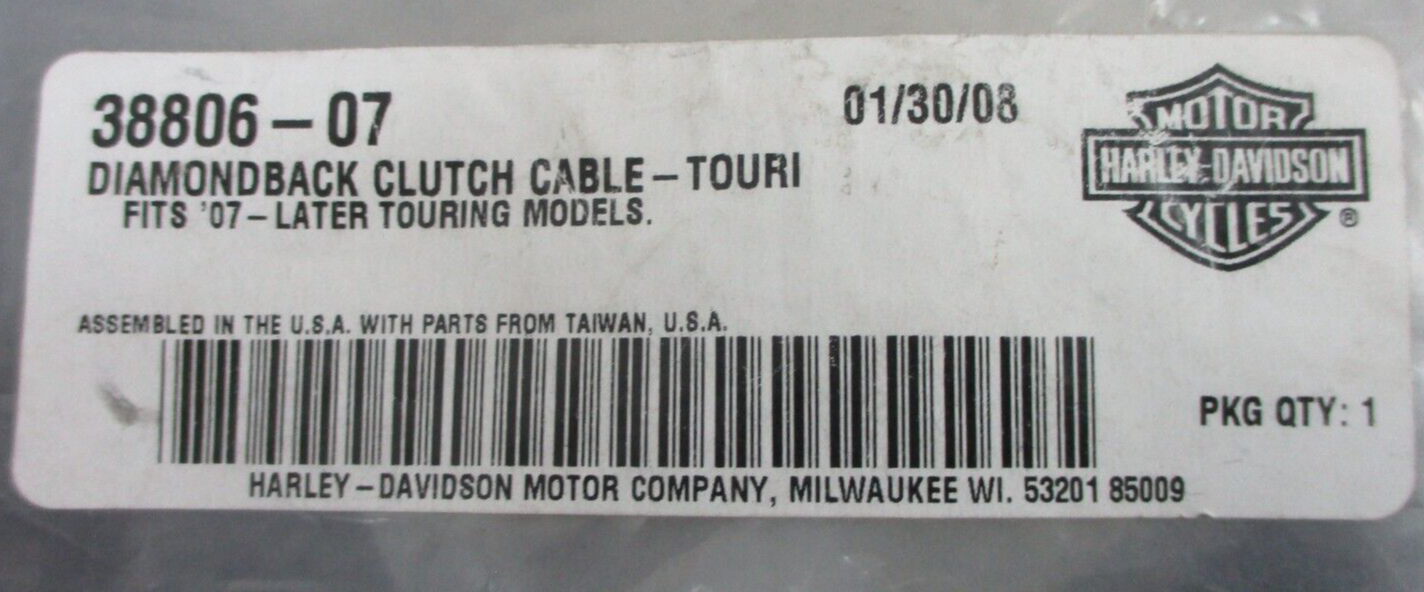 38806-07
01/30/08
DIAMONDBACK CLUTCH CABLE-TOURI
FITS '07-LATER TOURING MODELS.
MOTOR
HARLEY-DAVIDSON
CYCLES
®
ASSEMBLED IN THE U.S.A. WITH PARTS FROM TAIWAN, U.S.A.
PKG QTY: 1
HARLEY-DAVIDSON MOTOR COMPANY, MILWAUKEE WI. 53201 85009